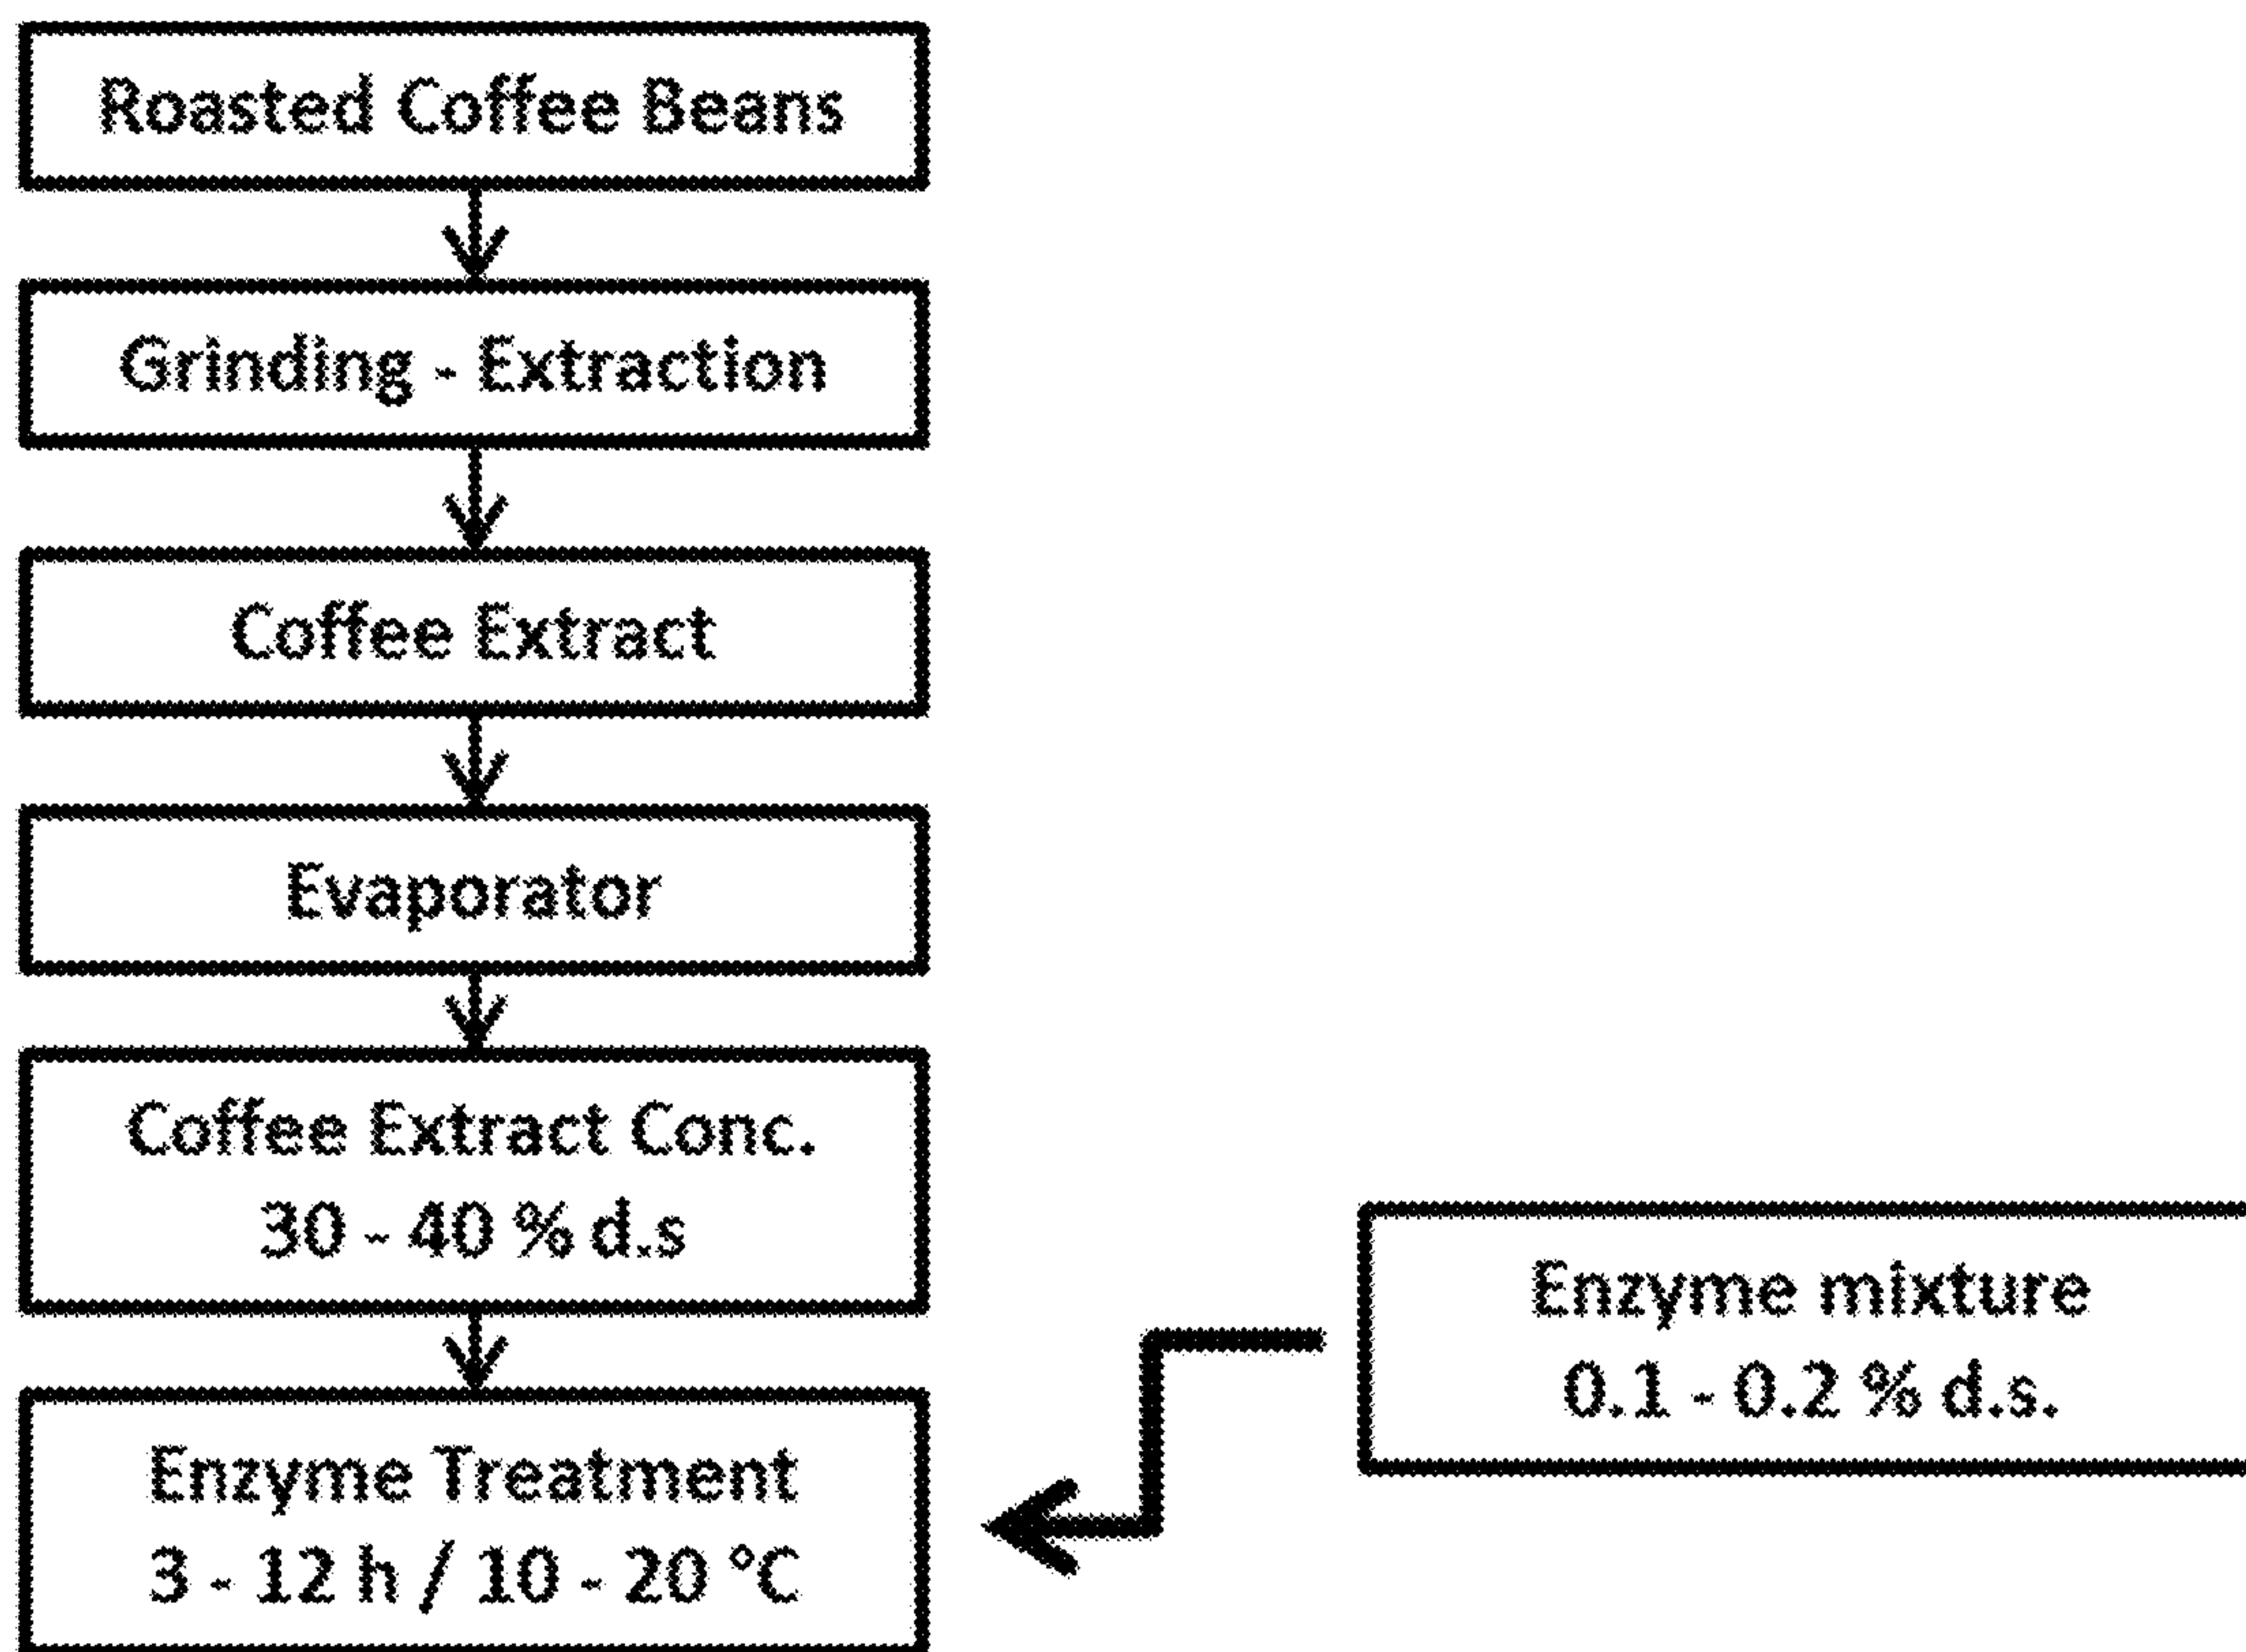 Roasted Coffee Beans
Grinding - Extraction
Coffee Extract
Evaporator
Coffee Extract Conc.
30 - 40 % d.s
Enzyme mixture
0.1 - 0.2 % d.s.
Enzyme Treatment
3 - 12 h / 10 - 20 °C